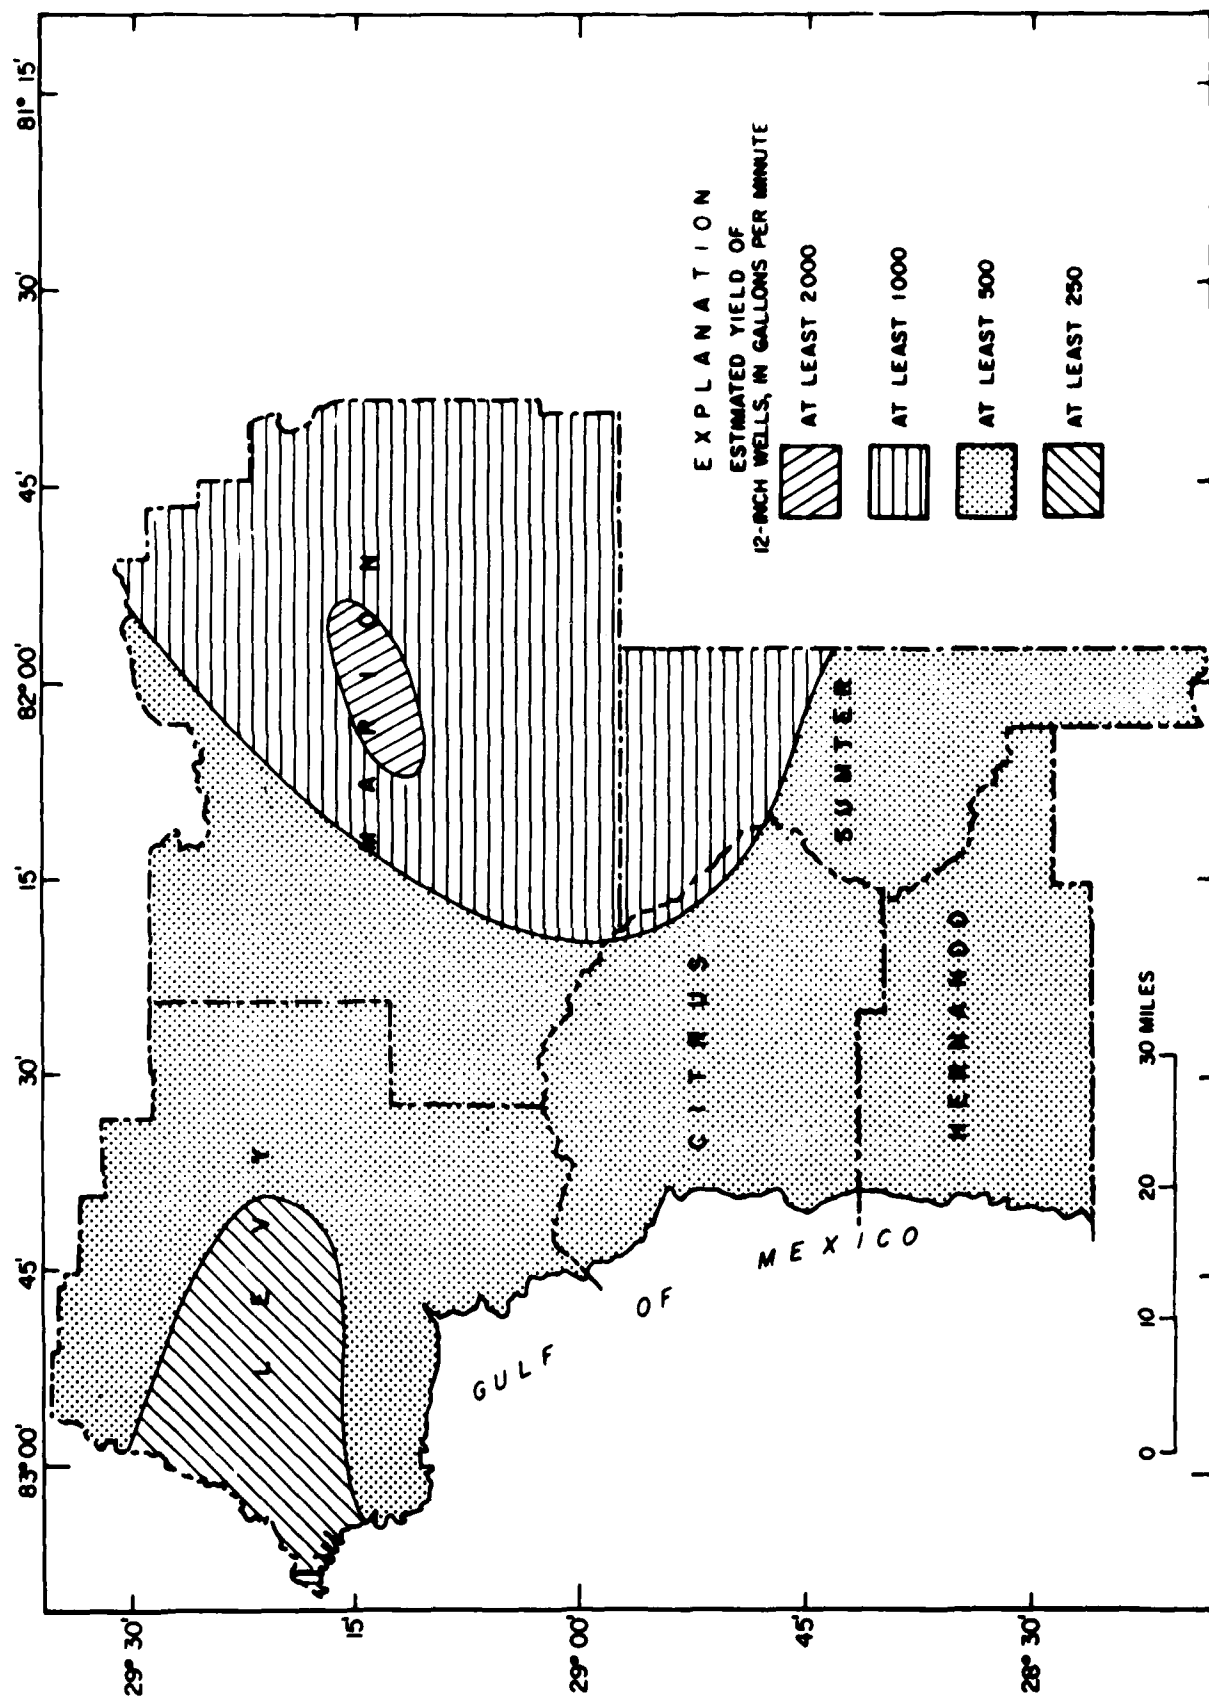 83° 00'
45'
30'
15'
82° 00'
45'
30'
81° 15'
29° 30'
15'
29° 00'
45'
28° 30'
LEVY
MARION
CITRUS
SUMTER
HERNANDO
GULF OF MEXICO
EXPLANATION
ESTIMATED YIELD OF
12-INCH WELLS, IN GALLONS PER MINUTE
AT LEAST 2000
AT LEAST 1000
AT LEAST 500
AT LEAST 250
0 10 20 30 MILES